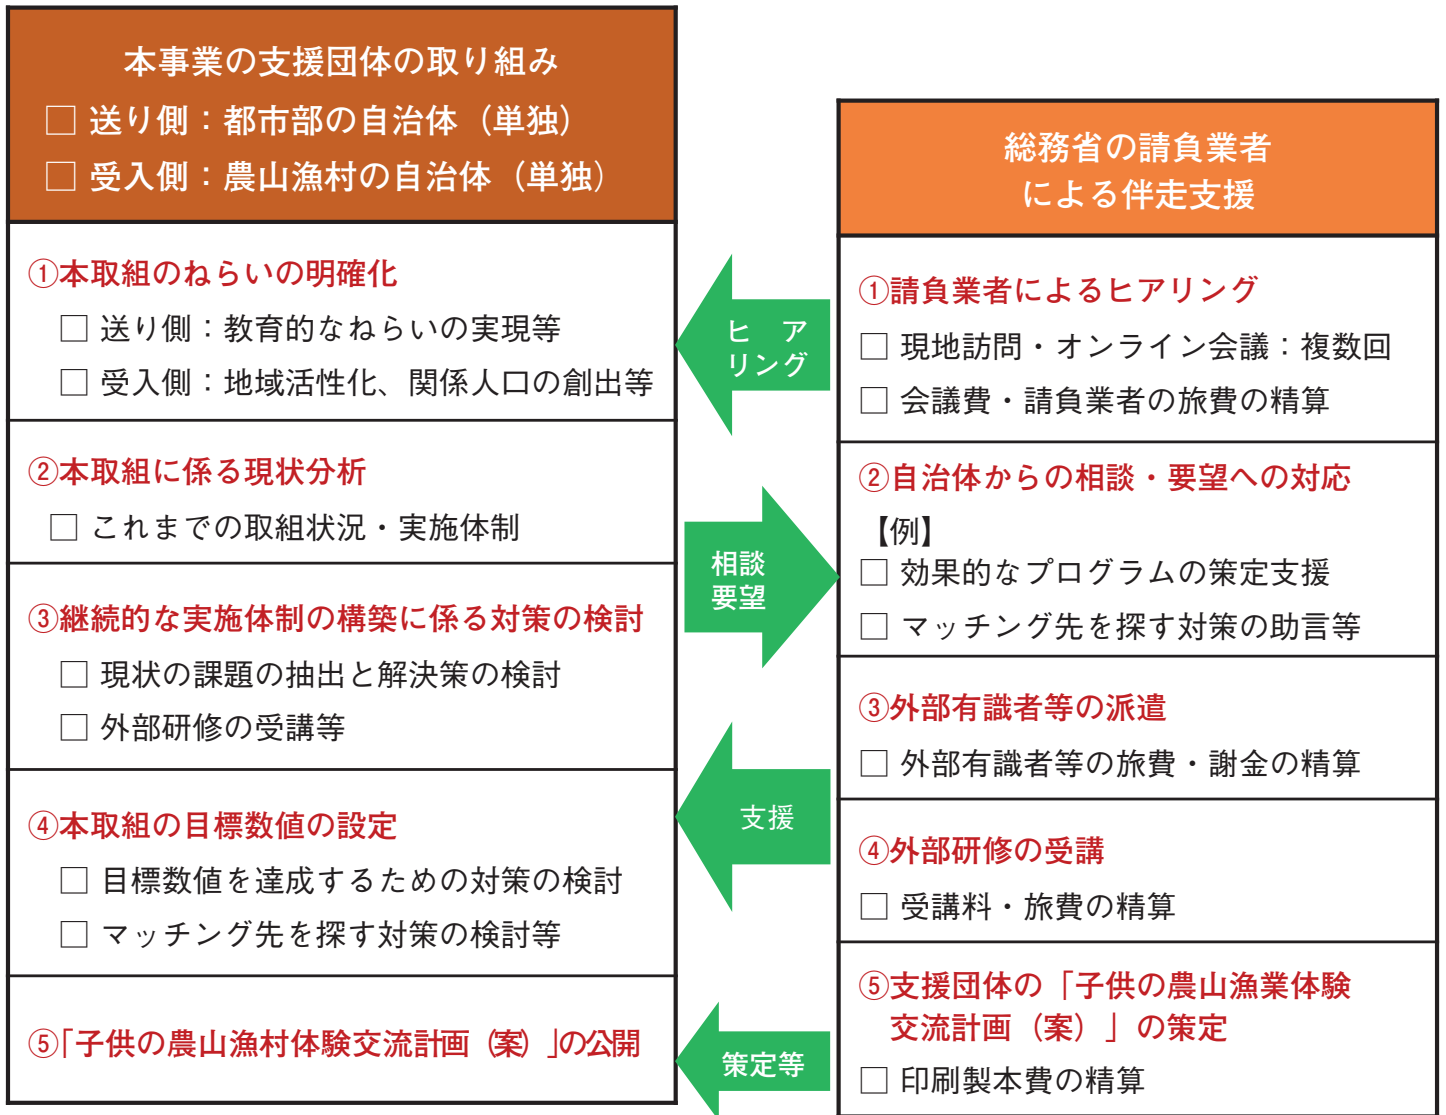 本事業の支援団体の取り組み
□ 送り側：都市部の自治体（単独）
□ 受入側：農山漁村の自治体（単独）
①本取組のねらいの明確化
□ 送り側：教育的なねらいの実現等
□ 受入側：地域活性化、関係人口の創出等
②本取組に係る現状分析
□ これまでの取組状況・実施体制
③継続的な実施体制の構築に係る対策の検討
□ 現状の課題の抽出と解決策の検討
□ 外部研修の受講等
④本取組の目標数値の設定
□ 目標数値を達成するための対策の検討
□ マッチング先を探す対策の検討等
⑤「子供の農山漁村体験交流計画（案）」の公開
ヒ ア
リング
相談
要望
支援
策定等
総務省の請負業者
による伴走支援
①請負業者によるヒアリング
□ 現地訪問・オンライン会議：複数回
□ 会議費・請負業者の旅費の精算
②自治体からの相談・要望への対応
【例】
□ 効果的なプログラムの策定支援
□ マッチング先を探す対策の助言等
③外部有識者等の派遣
□ 外部有識者等の旅費・謝金の精算
④外部研修の受講
□ 受講料・旅費の精算
⑤支援団体の「子供の農山漁業体験
交流計画（案）」の策定
□ 印刷製本費の精算